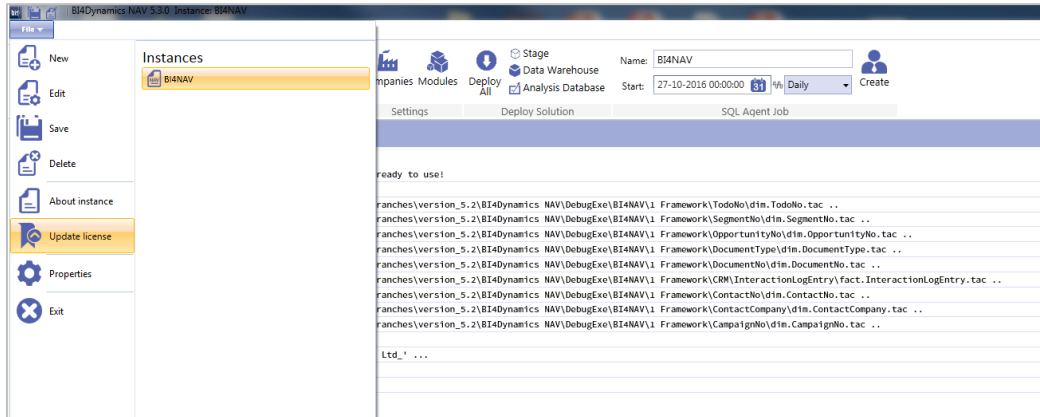 BI4Dynamics NAV 5.3.0 Instance: BI4NAV
File
New
Edit
Save
Delete
About instance
Update license
Properties
Exit
Instances
BI4NAV
mpanies Modules
Settings
Deploy All
Stage
Data Warehouse
Analysis Database
Deploy Solution
Name: BI4NAV
Start: 27-10-2016 00:00:00 31 Daily
Create
SQL Agent Job
ready to use!
ranches\version_5.2\BI4Dynamics NAV\DebugExe\BI4NAV\1 Framework\TodoNo\dim.TodoNo.tac ..
ranches\version_5.2\BI4Dynamics NAV\DebugExe\BI4NAV\1 Framework\SegmentNo\dim.SegmentNo.tac ..
ranches\version_5.2\BI4Dynamics NAV\DebugExe\BI4NAV\1 Framework\OpportunityNo\dim.OpportunityNo.tac ..
ranches\version_5.2\BI4Dynamics NAV\DebugExe\BI4NAV\1 Framework\DocumentType\dim.DocumentType.tac ..
ranches\version_5.2\BI4Dynamics NAV\DebugExe\BI4NAV\1 Framework\DocumentNo\dim.DocumentNo.tac ..
ranches\version_5.2\BI4Dynamics NAV\DebugExe\BI4NAV\1 Framework\CRM\InteractionLogEntry\fact.InteractionLogEntry.tac ..
ranches\version_5.2\BI4Dynamics NAV\DebugExe\BI4NAV\1 Framework\ContactNo\dim.ContactNo.tac ..
ranches\version_5.2\BI4Dynamics NAV\DebugExe\BI4NAV\1 Framework\ContactCompany\dim.ContactCompany.tac ..
ranches\version_5.2\BI4Dynamics NAV\DebugExe\BI4NAV\1 Framework\CampaignNo\dim.CampaignNo.tac ..
Ltd_' ...